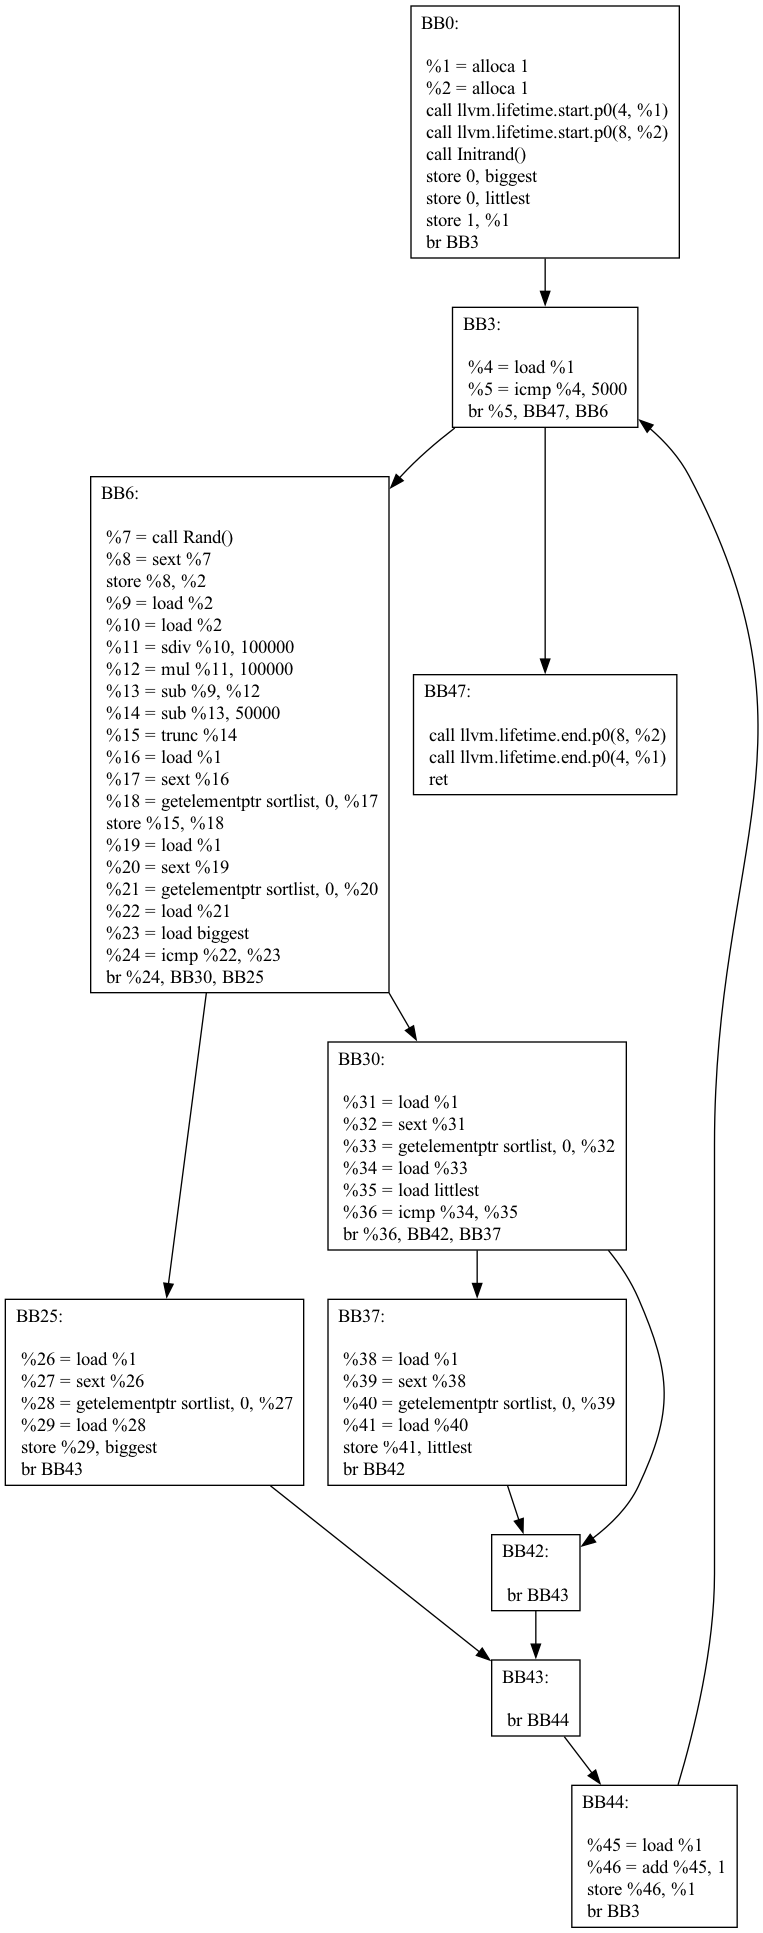 BB0:
%1 = alloca 1
%2 = alloca 1
call llvm.lifetime.start.p0(4, %1)
call llvm.lifetime.start.p0(8, %2)
call Initrand()
store 0, biggest
store 0, littlest
store 1, %1
br BB3
BB3:
%4 = load %1
%5 = icmp %4, 5000
br %5, BB47, BB6
BB6:
%7 = call Rand()
%8 = sext %7
store %8, %2
%9 = load %2
%10 = load %2
%11 = sdiv %10, 100000
%12 = mul %11, 100000
%13 = sub %9, %12
%14 = sub %13, 50000
%15 = trunc %14
%16 = load %1
%17 = sext %16
%18 = getelementptr sortlist, 0, %17
store %15, %18
%19 = load %1
%20 = sext %19
%21 = getelementptr sortlist, 0, %20
%22 = load %21
%23 = load biggest
%24 = icmp %22, %23
br %24, BB30, BB25
BB47:
call llvm.lifetime.end.p0(8, %2)
call llvm.lifetime.end.p0(4, %1)
ret
BB30:
%31 = load %1
%32 = sext %31
%33 = getelementptr sortlist, 0, %32
%34 = load %33
%35 = load littlest
%36 = icmp %34, %35
br %36, BB42, BB37
BB25:
%26 = load %1
%27 = sext %26
%28 = getelementptr sortlist, 0, %27
%29 = load %28
store %29, biggest
br BB43
BB37:
%38 = load %1
%39 = sext %38
%40 = getelementptr sortlist, 0, %39
%41 = load %40
store %41, littlest
br BB42
BB42:
br BB43
BB43:
br BB44
BB44:
%45 = load %1
%46 = add %45, 1
store %46, %1
br BB3